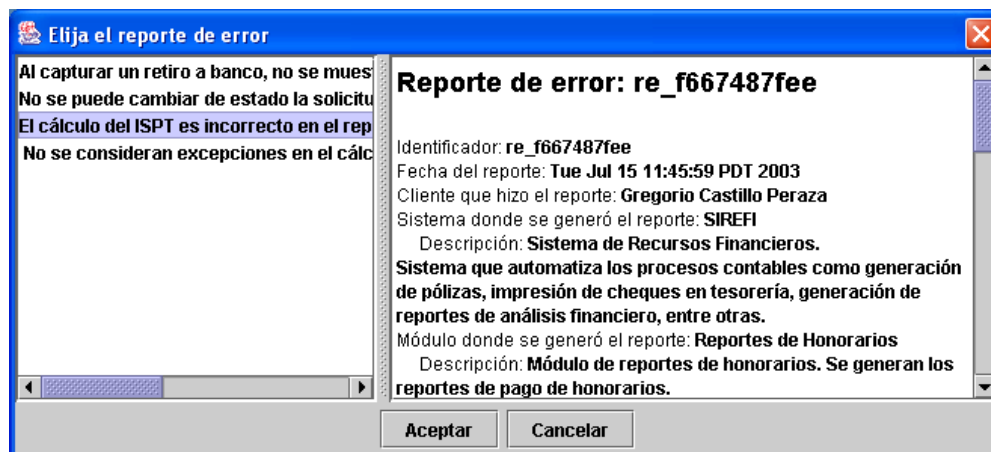 Elija el reporte de error
Al capturar un retiro a banco, no se mues
No se puede cambiar de estado la solicitu
El cálculo del ISPT es incorrecto en el rep
No se consideran excepciones en el cálc
Reporte de error: re_f667487fee
Identificador: re_f667487fee
Fecha del reporte: Tue Jul 15 11:45:59 PDT 2003
Cliente que hizo el reporte: Gregorio Castillo Peraza
Sistema donde se generó el reporte: SIREFI
Descripción: Sistema de Recursos Financieros.
Sistema que automatiza los procesos contables como generación
de pólizas, impresión de cheques en tesorería, generación de
reportes de análisis financiero, entre otras.
Módulo donde se generó el reporte: Reportes de Honorarios
Descripción: Módulo de reportes de honorarios. Se generan los
reportes de pago de honorarios.
Aceptar
Cancelar